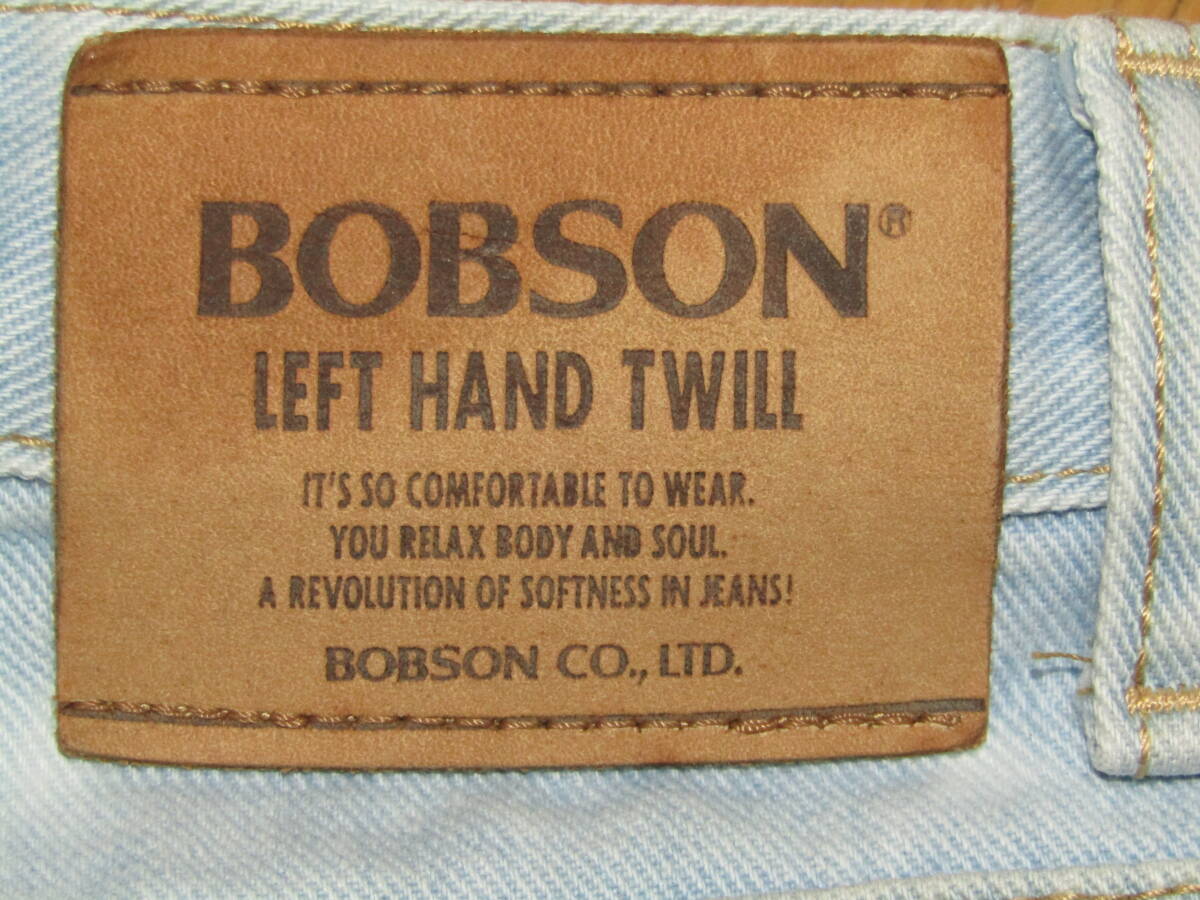 BOBSON®
LEFT HAND TWILL
IT'S SO COMFORTABLE TO WEAR.
YOU RELAX BODY AND SOUL.
A REVOLUTION OF SOFTNESS IN JEANS!
BOBSON CO., LTD.